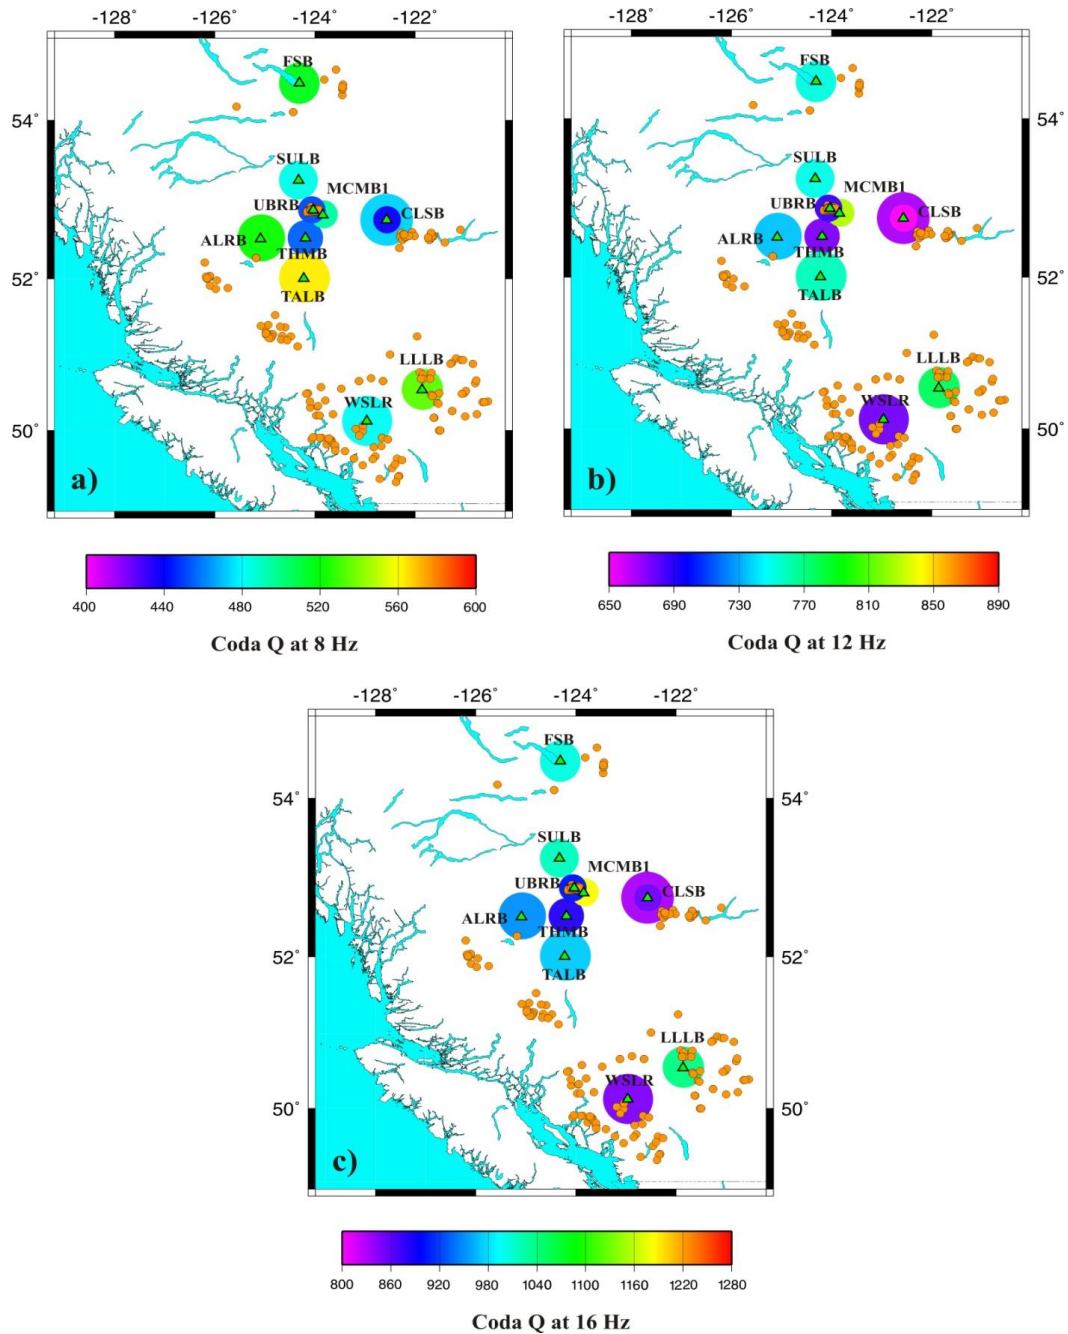 -128° -126° -124° -122°
FSB
54°
SULB
MCMB1
UBRB
CLSB
ALRB
THMB
52°
TALB
LLLB
WSLR
50°
a)
400 440 480 520 560 600
Coda Q at 8 Hz
-128° -126° -124° -122°
FSB
54°
SULB
MCMB1
UBRB
CLSB
ALRB
THMB
52°
TALB
LLLB
WSLR
50°
b)
650 690 730 770 810 850 890
Coda Q at 12 Hz
-128° -126° -124° -122°
FSB
54° 54°
SULB
MCMB1
UBRB
CLSB
ALRB
THMB
52° 52°
TALB
LLLB
WSLR
50° 50°
c)
800 860 920 980 1040 1100 1160 1220 1280
Coda Q at 16 Hz